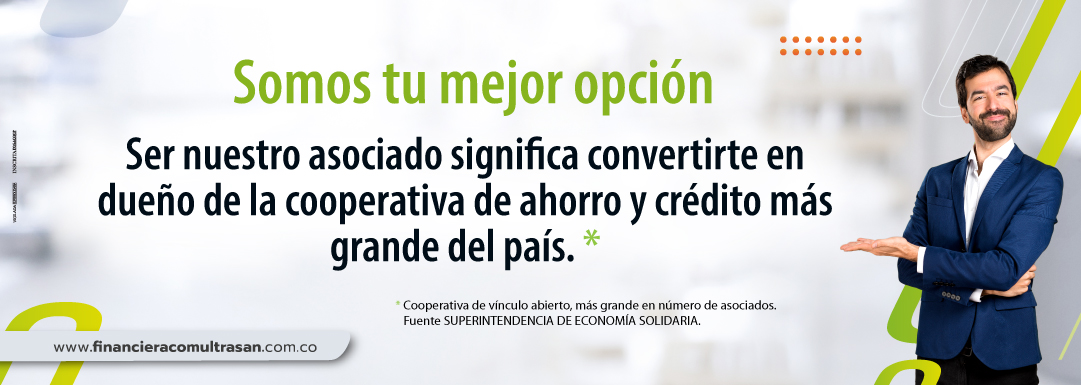 Somos tu mejor opción
Ser nuestro asociado significa convertirte en
dueño de la cooperativa de ahorro y crédito más
grande del país. *
* Cooperativa de vínculo abierto, más grande en número de asociados.
Fuente SUPERINTENDENCIA DE ECONOMÍA SOLIDARIA.
www.financieracomultrasan.com.co